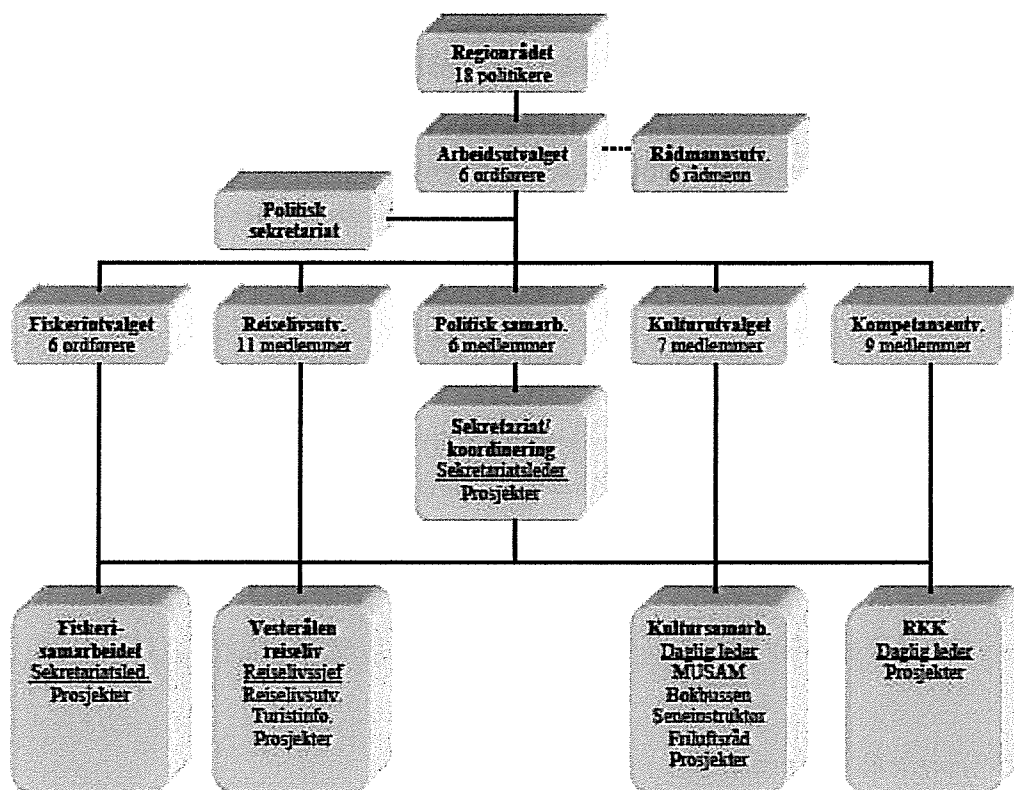 Regionrådet
18 politikere
Arbeidsutvalget
6 ordførere
Rådmannsutv.
6 rådmenn
Politisk
sekretariat
Fiskeriutvalget
6 ordførere
Reiselivsutv.
11 medlemmer
Politisk samarb.
6 medlemmer
Kulturutvalget
7 medlemmer
Kompetanseutv.
9 medlemmer
Sekretariat/
koordinering
Sekretariatsleder
Prosjekter
Fiskeri-
samarbeidet
Sekretariatsled.
Prosjekter
Vesterålen
reiseliv
Reiselivssjef
Reiselivsutv.
Turistinfo.
Prosjekter
Kultursamarb.
Daglig leder
MUSAM
Bokbussen
Sceneinstruktør
Friluftsråd
Prosjekter
RKK
Daglig leder
Prosjekter